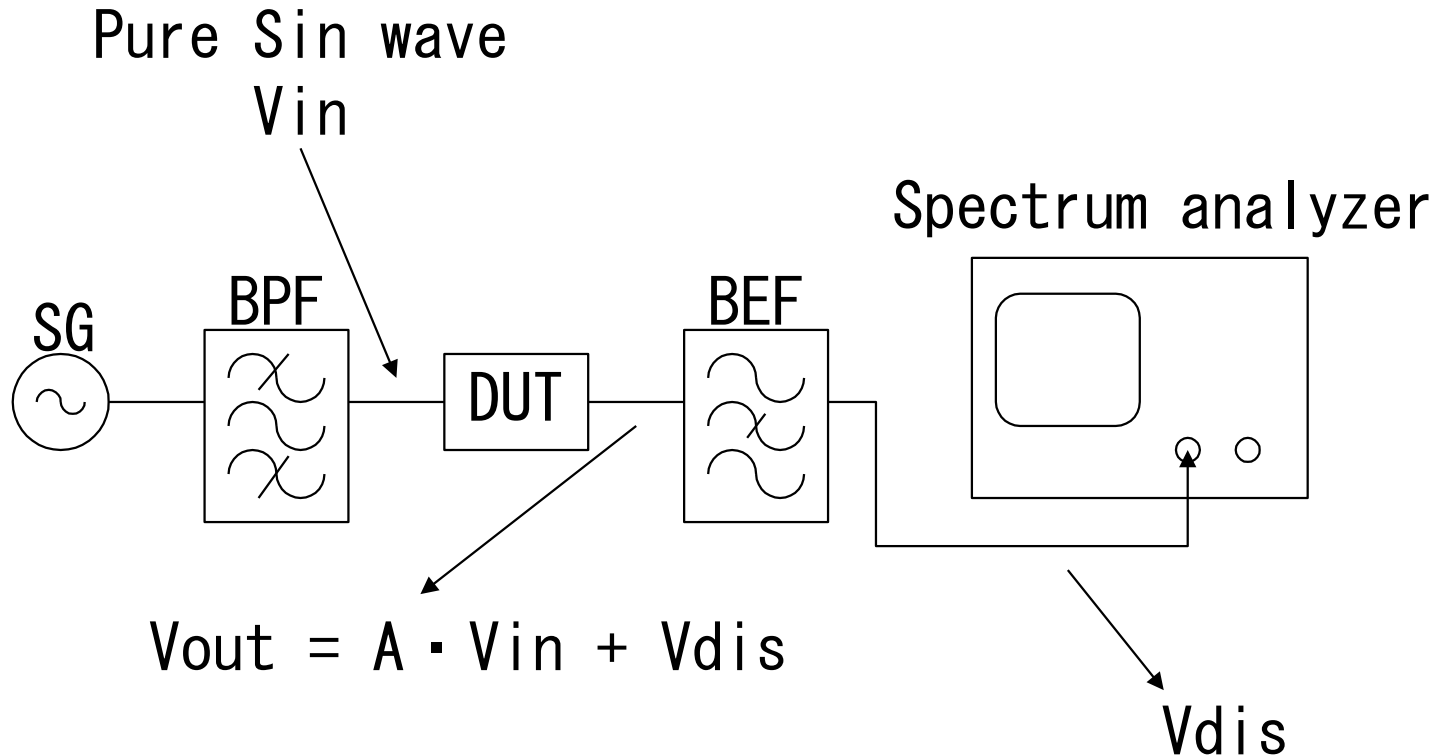 Pure Sin wave
Vin
Spectrum analyzer
SG
BPF
DUT
BEF
Vout = A・Vin + Vdis
Vdis